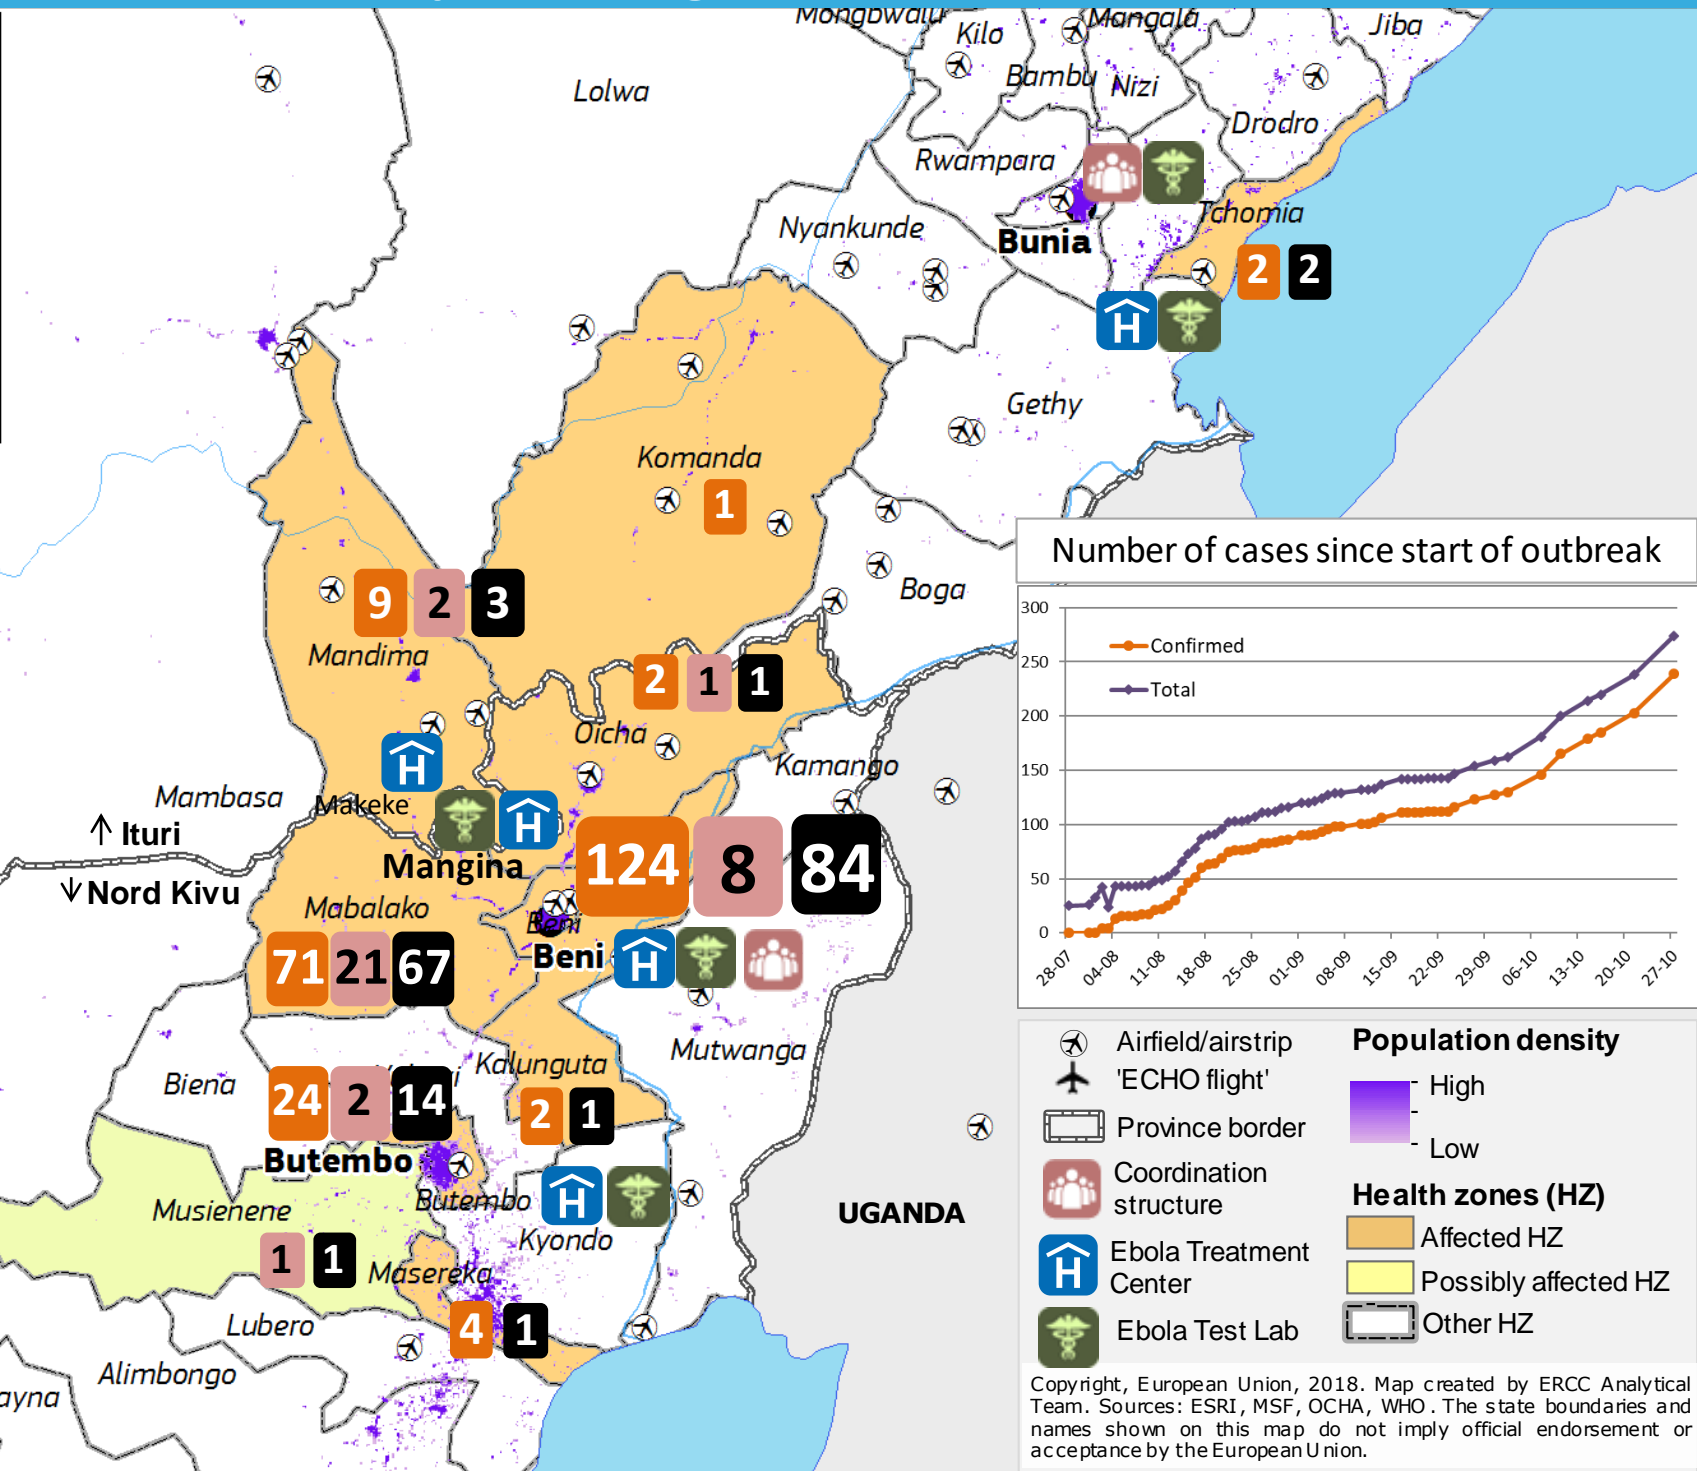 Mongbwalu
Kilo
Mangala
Jiba
Lolwa
Bambu
Nizi
Drodro
Rwampara
Tchomia
Nyankunde
Bunia
2 2
Gethy
Komanda
1
Boga
9 2 3
Mandima
2 1 1
Oicha
Kamango
Mambasa
Makeke
↑ Ituri
Mangina
124 8 84
↓ Nord Kivu
Mabalako
Beni
Beni
71 21 67
Mutwanga
Kalunguta
Biena
24 2 14
2 1
Butembo
Butembo
Musienene
Kyondo
UGANDA
1 1
Masereka
Lubero
4 1
Alimbongo
ayna
Number of cases since start of outbreak
300
250
200
150
100
50
0
Confirmed
Total
28-07 04-08 11-08 18-08 25-08 01-09 08-09 15-09 22-09 29-09 06-10 13-10 20-10 27-10
Airfield/airstrip
'ECHO flight'
Province border
Coordination
structure
Ebola Treatment
Center
Ebola Test Lab
Population density
High
Low
Health zones (HZ)
Affected HZ
Possibly affected HZ
Other HZ
Copyright, European Union, 2018. Map created by ERCC Analytical
Team. Sources: ESRI, MSF, OCHA, WHO. The state boundaries and
names shown on this map do not imply official endorsement or
acceptance by the European Union.